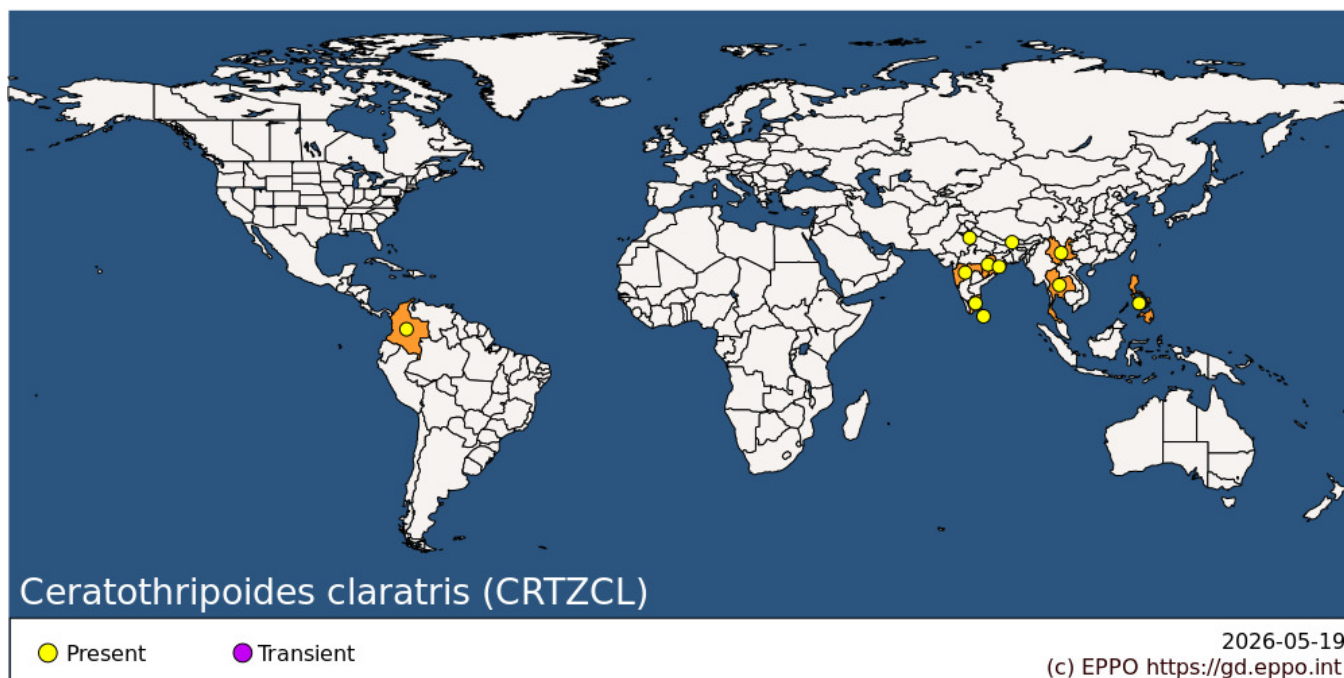 Ceratothripoides claratris (CRTZCL)
Present
Transient
2026-05-19
(c) EPPO https://gd.eppo.int